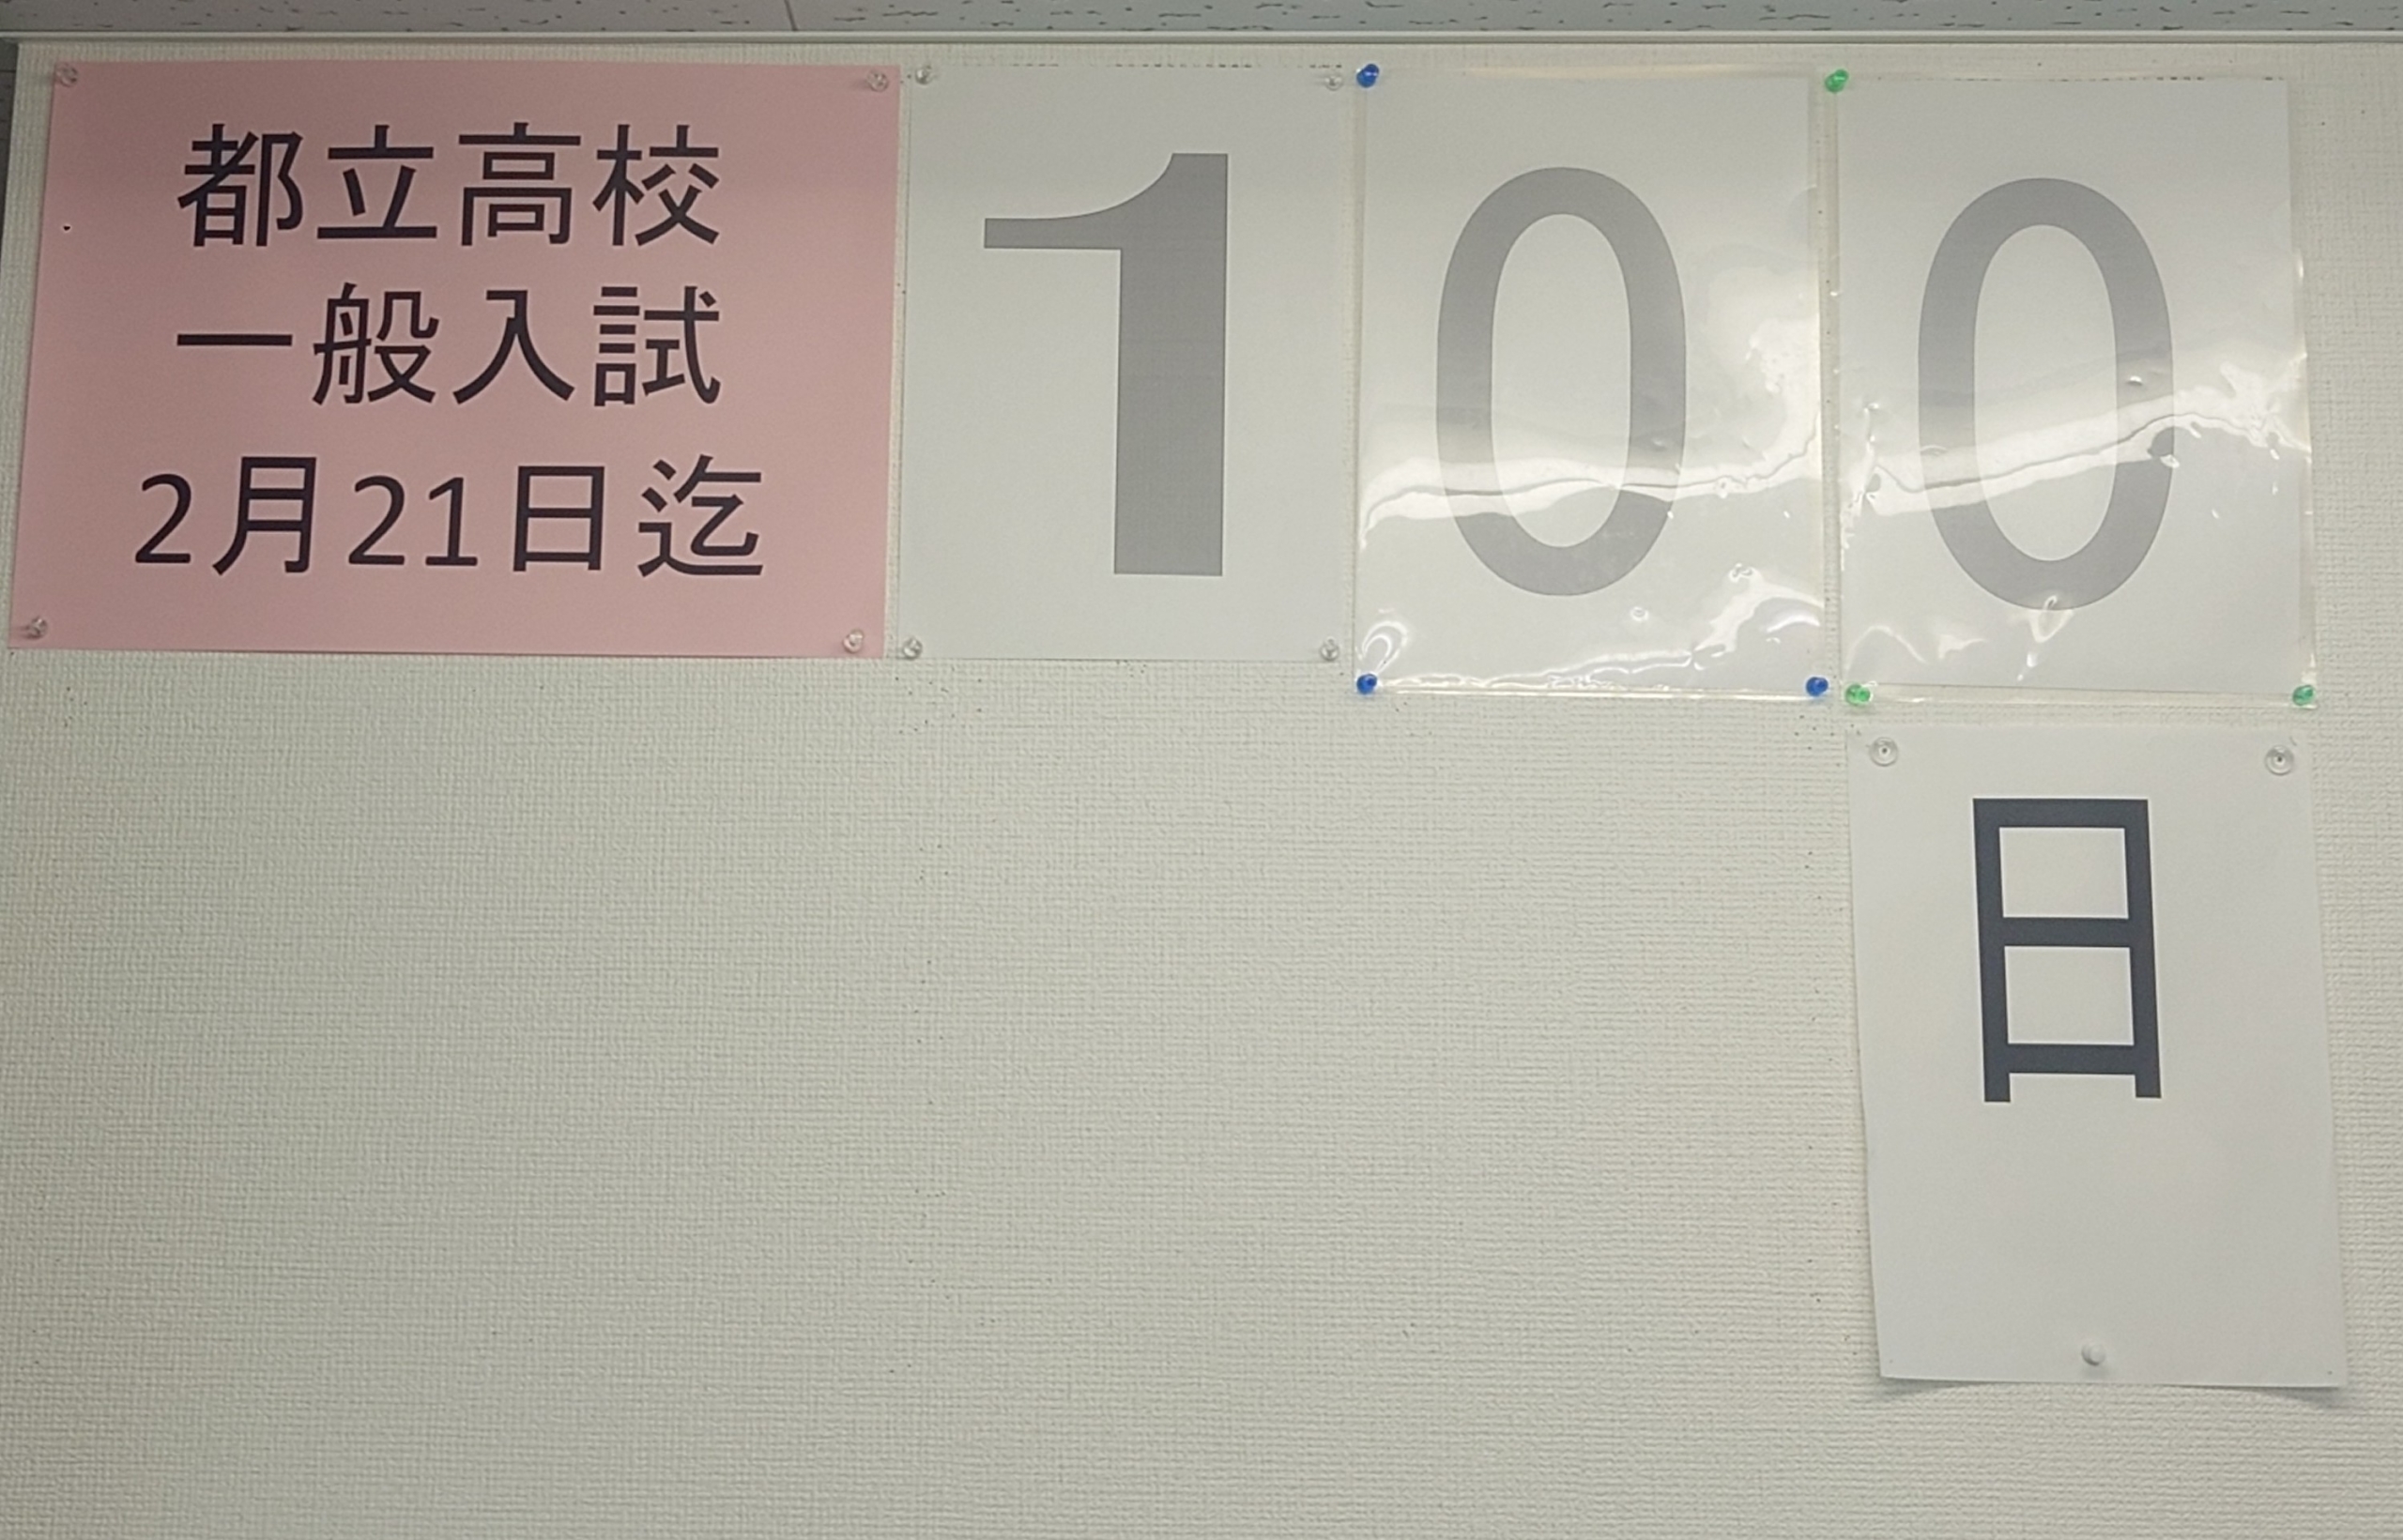 都立高校
一般入試
2月21日迄
100
日